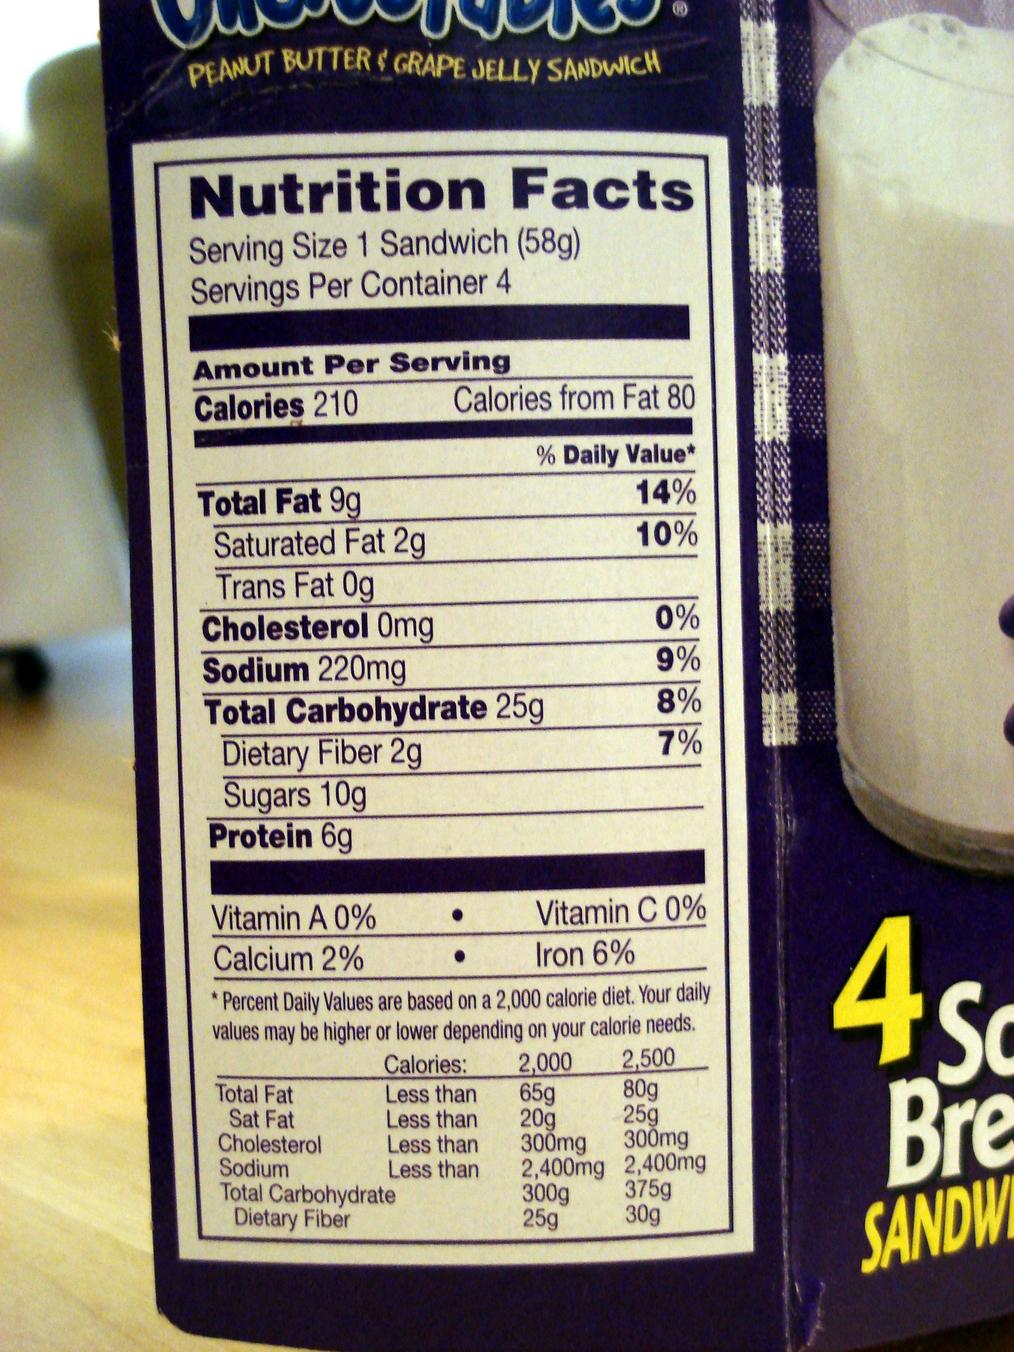 PEANUT BUTTER & GRAPE JELLY SANDWICH
Nutrition Facts
Serving Size 1 Sandwich (58g)
Servings Per Container 4
Amount Per Serving
Calories 210 Calories from Fat 80
% Daily Value*
Total Fat 9g 14%
Saturated Fat 2g 10%
Trans Fat 0g
Cholesterol 0mg 0%
Sodium 220mg 9%
Total Carbohydrate 25g 8%
Dietary Fiber 2g 7%
Sugars 10g
Protein 6g
Vitamin A 0% • Vitamin C 0%
Calcium 2% • Iron 6%
* Percent Daily Values are based on a 2,000 calorie diet. Your daily
values may be higher or lower depending on your calorie needs.
Calories: 2,000 2,500
Total Fat Less than 65g 80g
Sat Fat Less than 20g 25g
Cholesterol Less than 300mg 300mg
Sodium Less than 2,400mg 2,400mg
Total Carbohydrate 300g 375g
Dietary Fiber 25g 30g
4 So
Bre
SANDWI